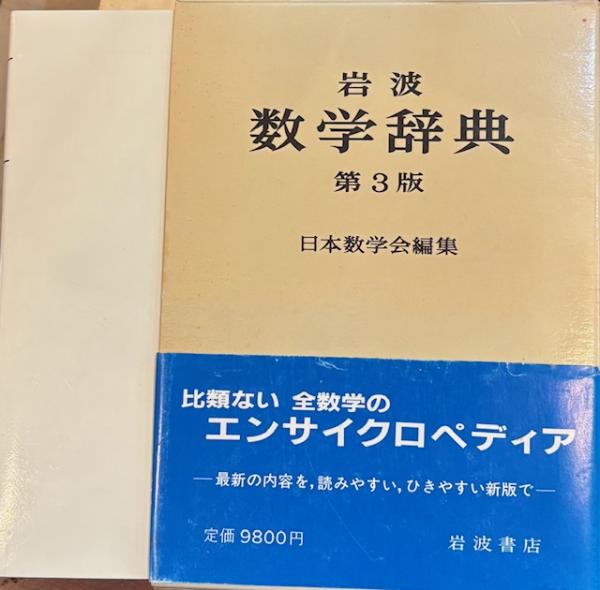 岩波
数学辞典
第3版
日本数学会編集
比類ない 全数学の
エンサイクロペディア
―最新の内容を,読みやすい,ひきやすい新版で―
定価 9800円
岩波書店